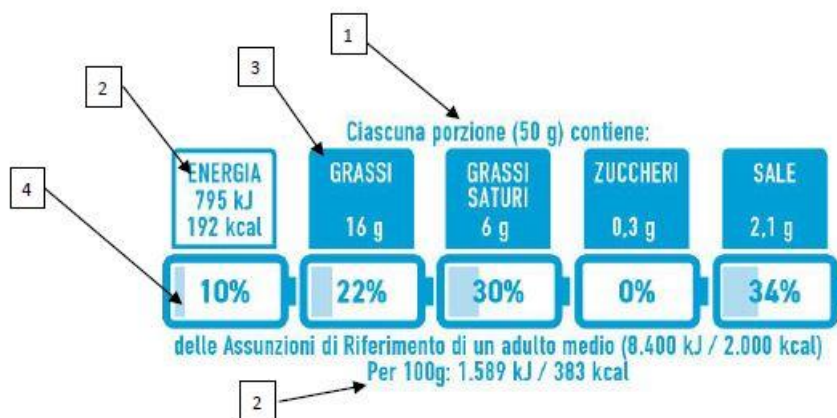 1
3
2
Ciascuna porzione (50 g) contiene:
4
ENERGIA
795 kJ
192 kcal
GRASSI
16 g
GRASSI
SATURI
6 g
ZUCCHERI
0,3 g
SALE
2,1 g
10%
22%
30%
0%
34%
delle Assunzioni di Riferimento di un adulto medio (8.400 kJ / 2.000 kcal)
Per 100g: 1.589 kJ / 383 kcal
2